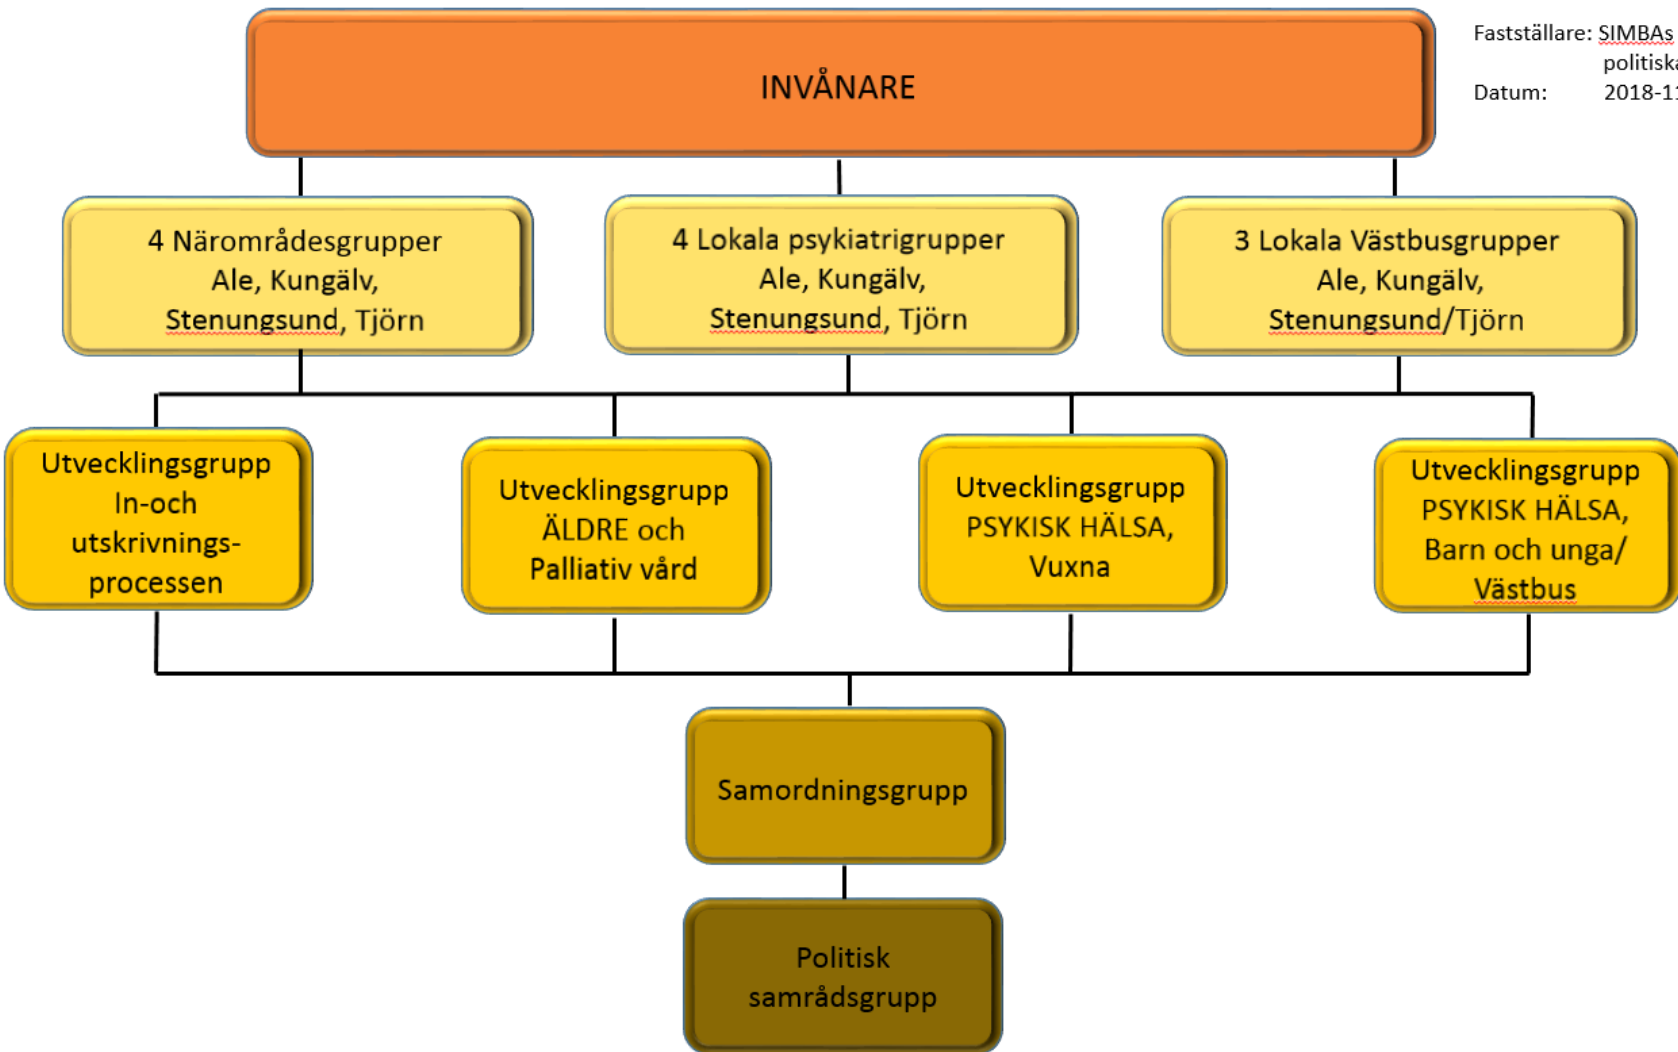 INVÅNARE
Fastställare: SIMBAs
politiska
Datum: 2018-11
4 Närområdesgrupper
Ale, Kungälv,
Stenungsund, Tjörn
4 Lokala psykiatrigrupper
Ale, Kungälv,
Stenungsund, Tjörn
3 Lokala Västbusgrupper
Ale, Kungälv,
Stenungsund/Tjörn
Utvecklingsgrupp
In-och
utskrivnings-
processen
Utvecklingsgrupp
ÄLDRE och
Palliativ vård
Utvecklingsgrupp
PSYKISK HÄLSA,
Vuxna
Utvecklingsgrupp
PSYKISK HÄLSA,
Barn och unga/
Västbus
Samordningsgrupp
Politisk
samrådsgrupp